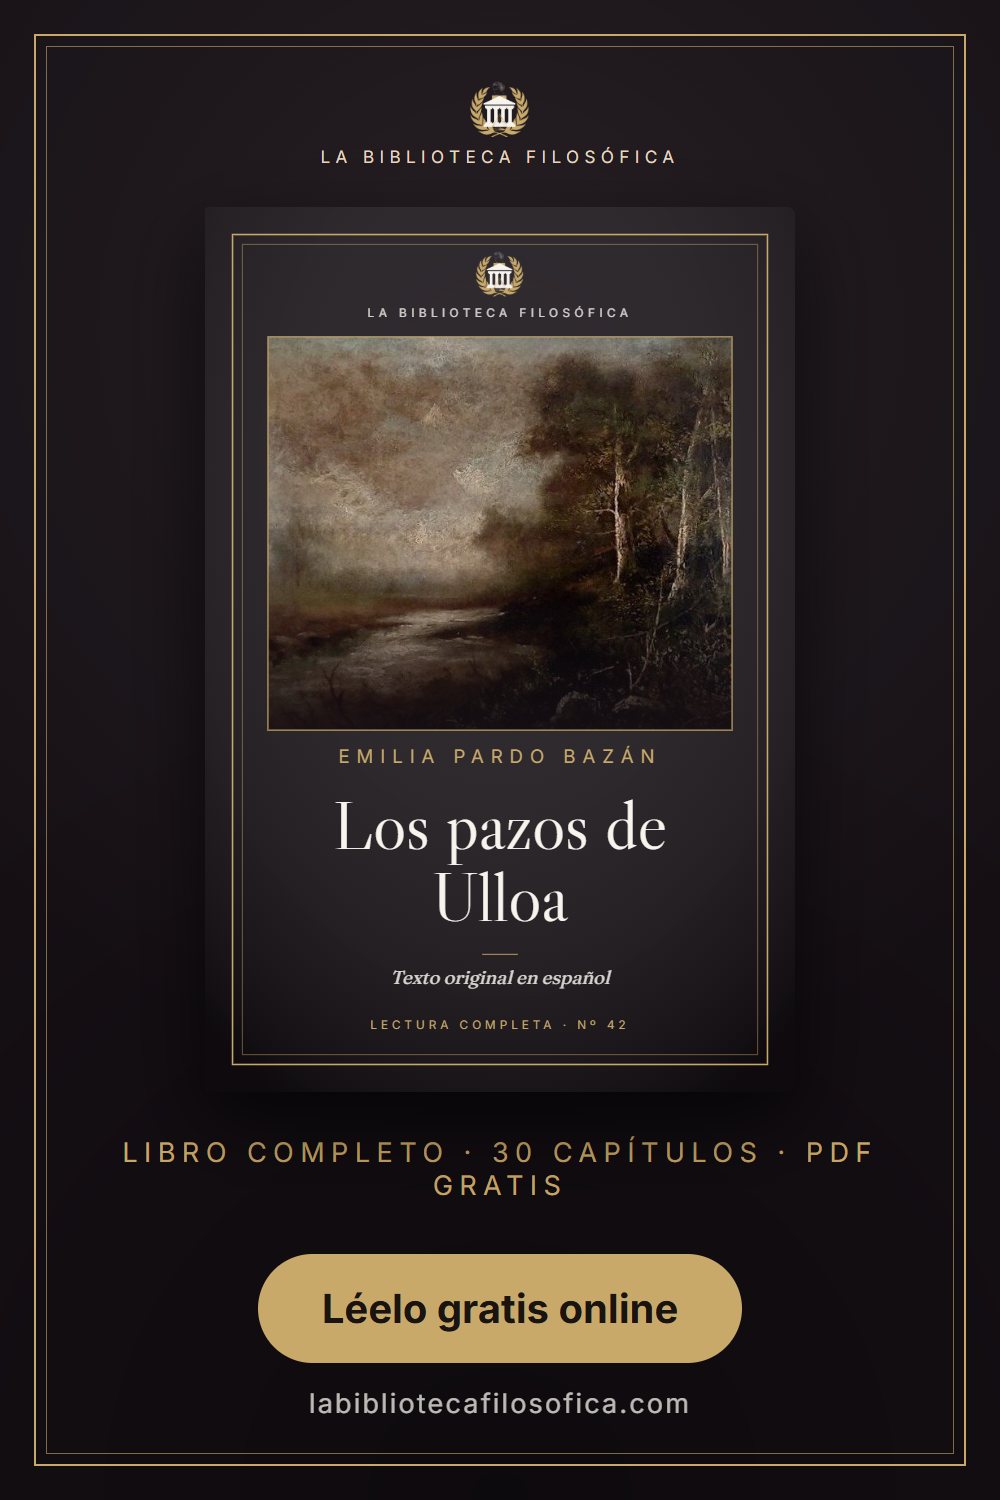 LA BIBLIOTECA FILOSÓFICA
LA BIBLIOTECA FILOSÓFICA
EMILIA PARDO BAZÁN
Los pazos de
Ulloa
Texto original en español
LECTURA COMPLETA · Nº 42
LIBRO COMPLETO · 30 CAPÍTULOS · PDF
GRATIS
Léelo gratis online
labibliotecafilosofica.com